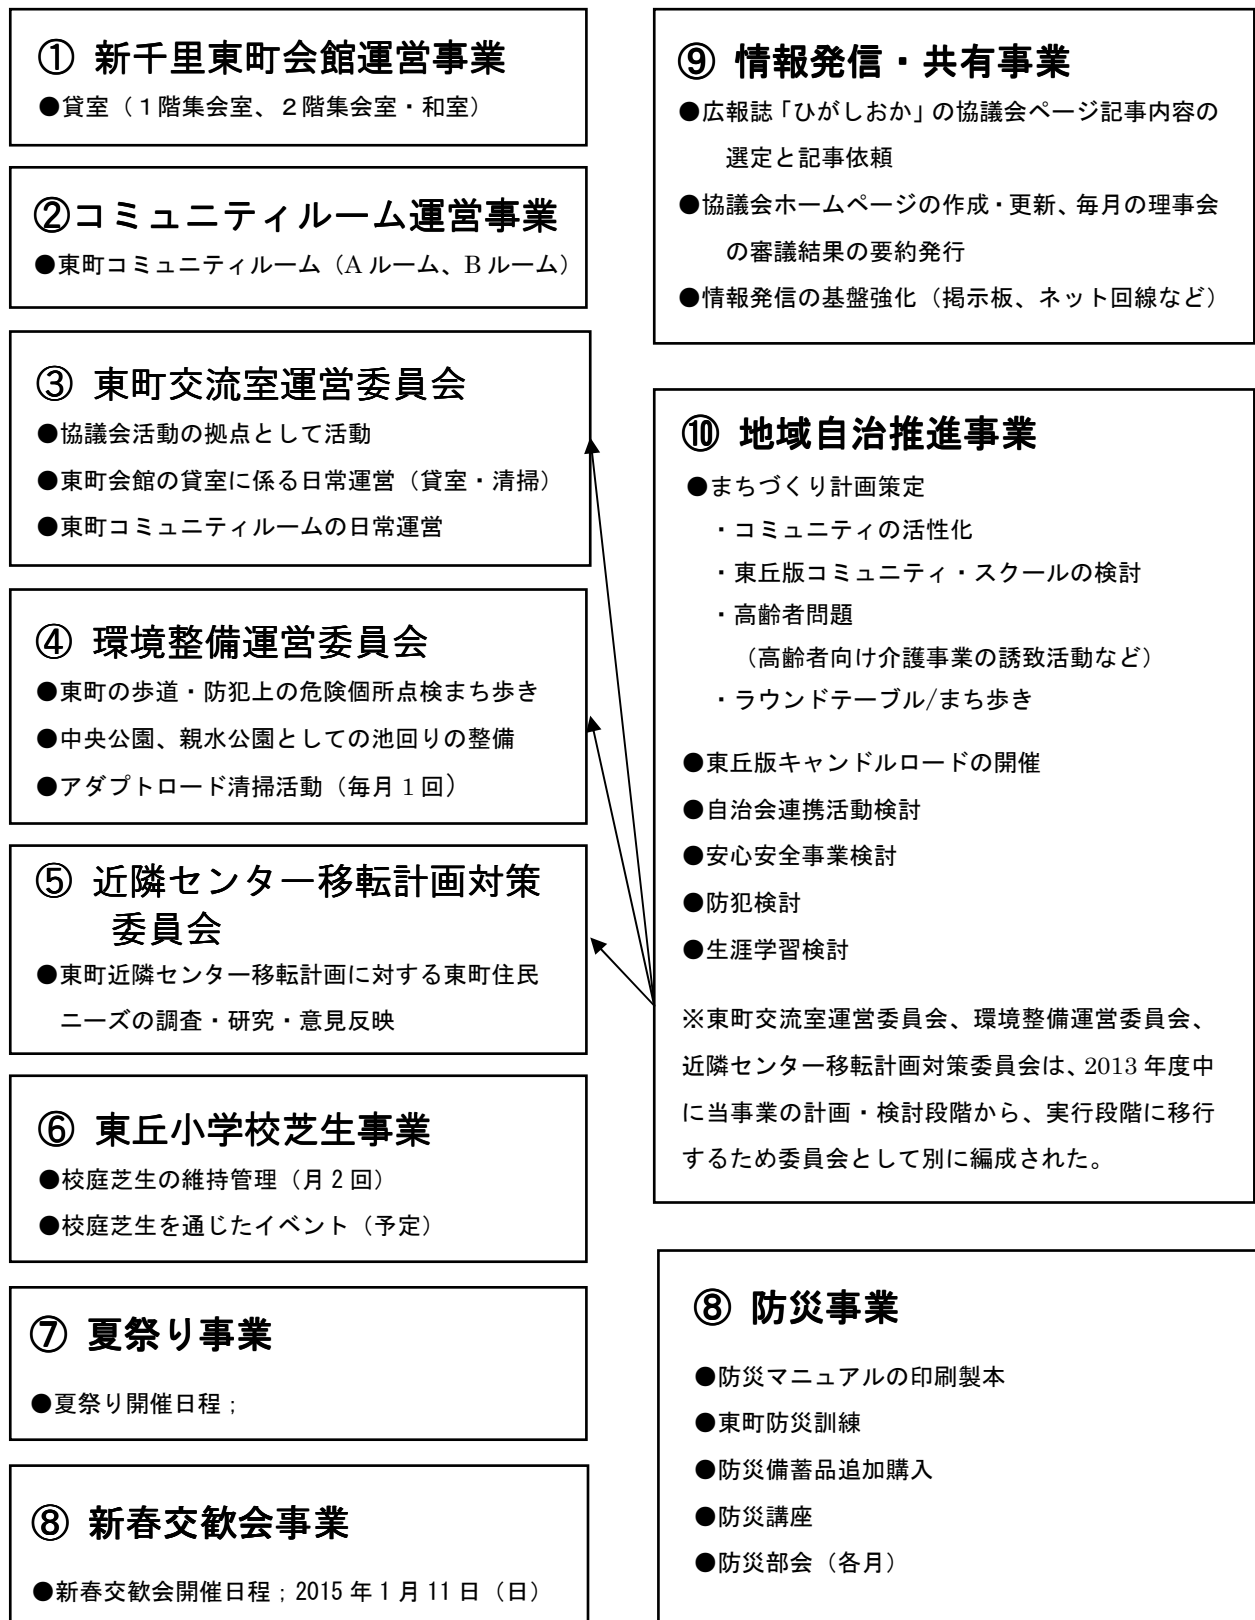 ① 新千里東町会館運営事業
●貸室（１階集会室、２階集会室・和室）
②コミュニティルーム運営事業
●東町コミュニティルーム（A ルーム、B ルーム）
③ 東町交流室運営委員会
●協議会活動の拠点として活動
●東町会館の貸室に係る日常運営（貸室・清掃）
●東町コミュニティルームの日常運営
④ 環境整備運営委員会
●東町の歩道・防犯上の危険個所点検まち歩き
●中央公園、親水公園としての池回りの整備
●アダプトロード清掃活動（毎月 1 回）
⑤ 近隣センター移転計画対策
委員会
●東町近隣センター移転計画に対する東町住民
ニーズの調査・研究・意見反映
⑥ 東丘小学校芝生事業
●校庭芝生の維持管理（月 2 回）
●校庭芝生を通じたイベント（予定）
⑦ 夏祭り事業
●夏祭り開催日程；
⑧ 新春交歓会事業
●新春交歓会開催日程；2015 年 1 月 11 日（日）
⑨ 情報発信・共有事業
●広報誌「ひがしおか」の協議会ページ記事内容の
選定と記事依頼
●協議会ホームページの作成・更新、毎月の理事会
の審議結果の要約発行
●情報発信の基盤強化（掲示板、ネット回線など）
⑩ 地域自治推進事業
●まちづくり計画策定
・コミュニティの活性化
・東丘版コミュニティ・スクールの検討
・高齢者問題
（高齢者向け介護事業の誘致活動など）
・ラウンドテーブル/まち歩き
●東丘版キャンドルロードの開催
●自治会連携活動検討
●安心安全事業検討
●防犯検討
●生涯学習検討
※東町交流室運営委員会、環境整備運営委員会、
近隣センター移転計画対策委員会は、2013 年度中
に当事業の計画・検討段階から、実行段階に移行
するため委員会として別に編成された。
⑧ 防災事業
●防災マニュアルの印刷製本
●東町防災訓練
●防災備蓄品追加購入
●防災講座
●防災部会（各月）